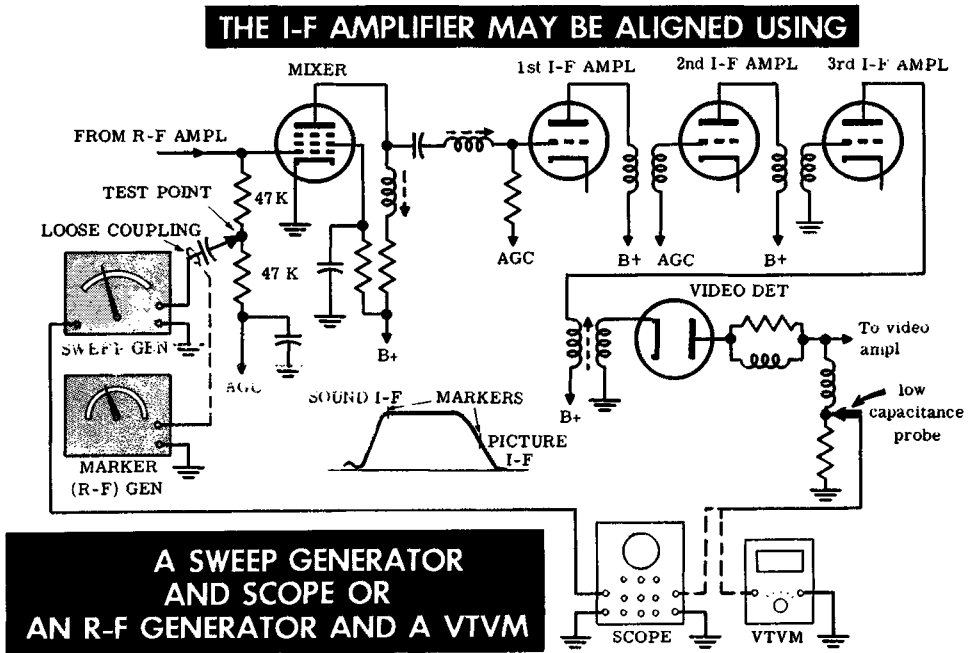 THE I-F AMPLIFIER MAY BE ALIGNED USING
MIXER
1st I-F AMPL
2nd I-F AMPL
3rd I-F AMPL
FROM R-F AMPL
47 K
TEST POINT
LOOSE COUPLING
47 K
AGC
B+
AGC
B+
VIDEO DET
SWEEP GEN
AGC
B+
To video
ampl
SOUND I-F
MARKERS
B+
low
capacitance
probe
PICTURE
I-F
MARKER
(R-F) GEN
A SWEEP GENERATOR
AND SCOPE OR
AN R-F GENERATOR AND A VTVM
SCOPE
VTVM